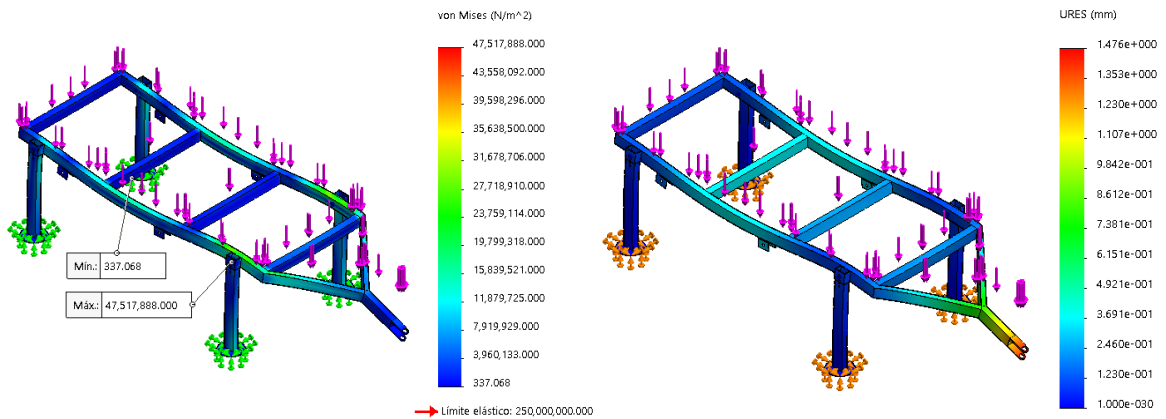 von Mises (N/m^2)
47,517,888.000
43,558,092.000
39,598,296.000
35,638,500.000
31,678,706.000
27,718,910.000
23,759,114.000
19,799,318.000
15,839,521.000
11,879,725.000
7,919,929.000
3,960,133.000
337.068
Límite elástico: 250,000,000.000
Mín.: 337.068
Máx.: 47,517,888.000
URES (mm)
1.476e+000
1.353e+000
1.230e+000
1.107e+000
9.842e-001
8.612e-001
7.381e-001
6.151e-001
4.921e-001
3.691e-001
2.460e-001
1.230e-001
1.000e-030